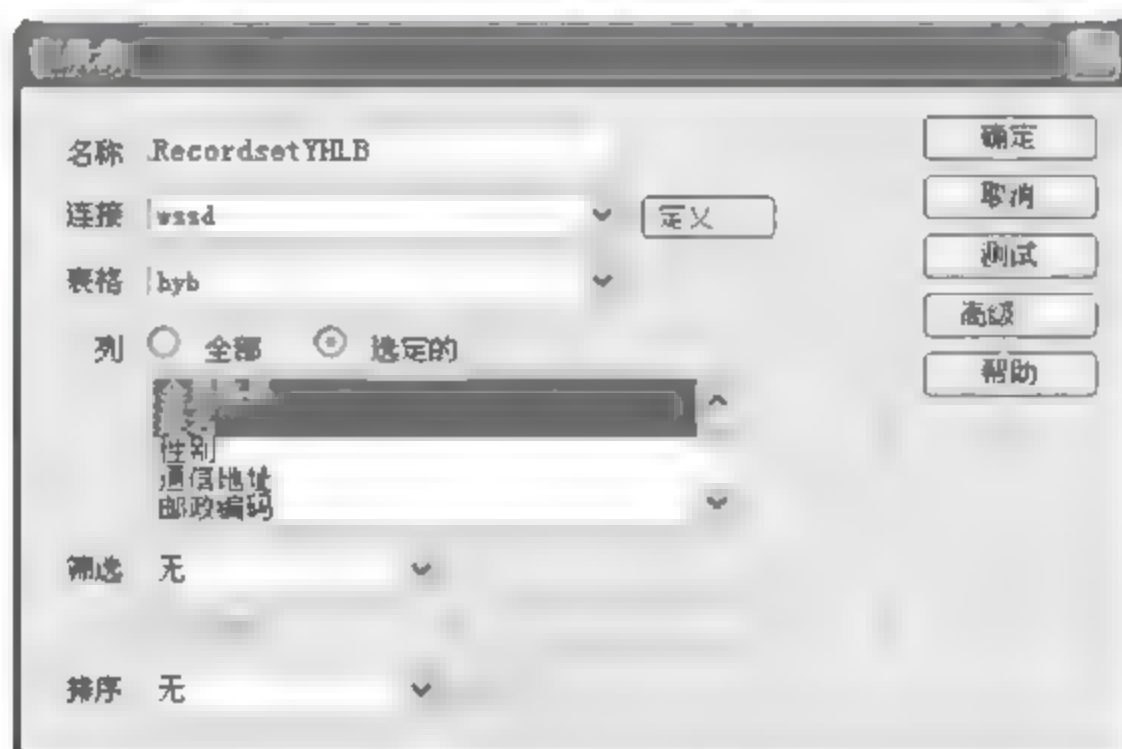 名称 RecordsetYHLB
确定
连接 wssd 定义
取消
表格 hyb
测试
列 全部 选定的
高级
帮助
性别
通信地址
邮政编码
筛选 无
排序 无